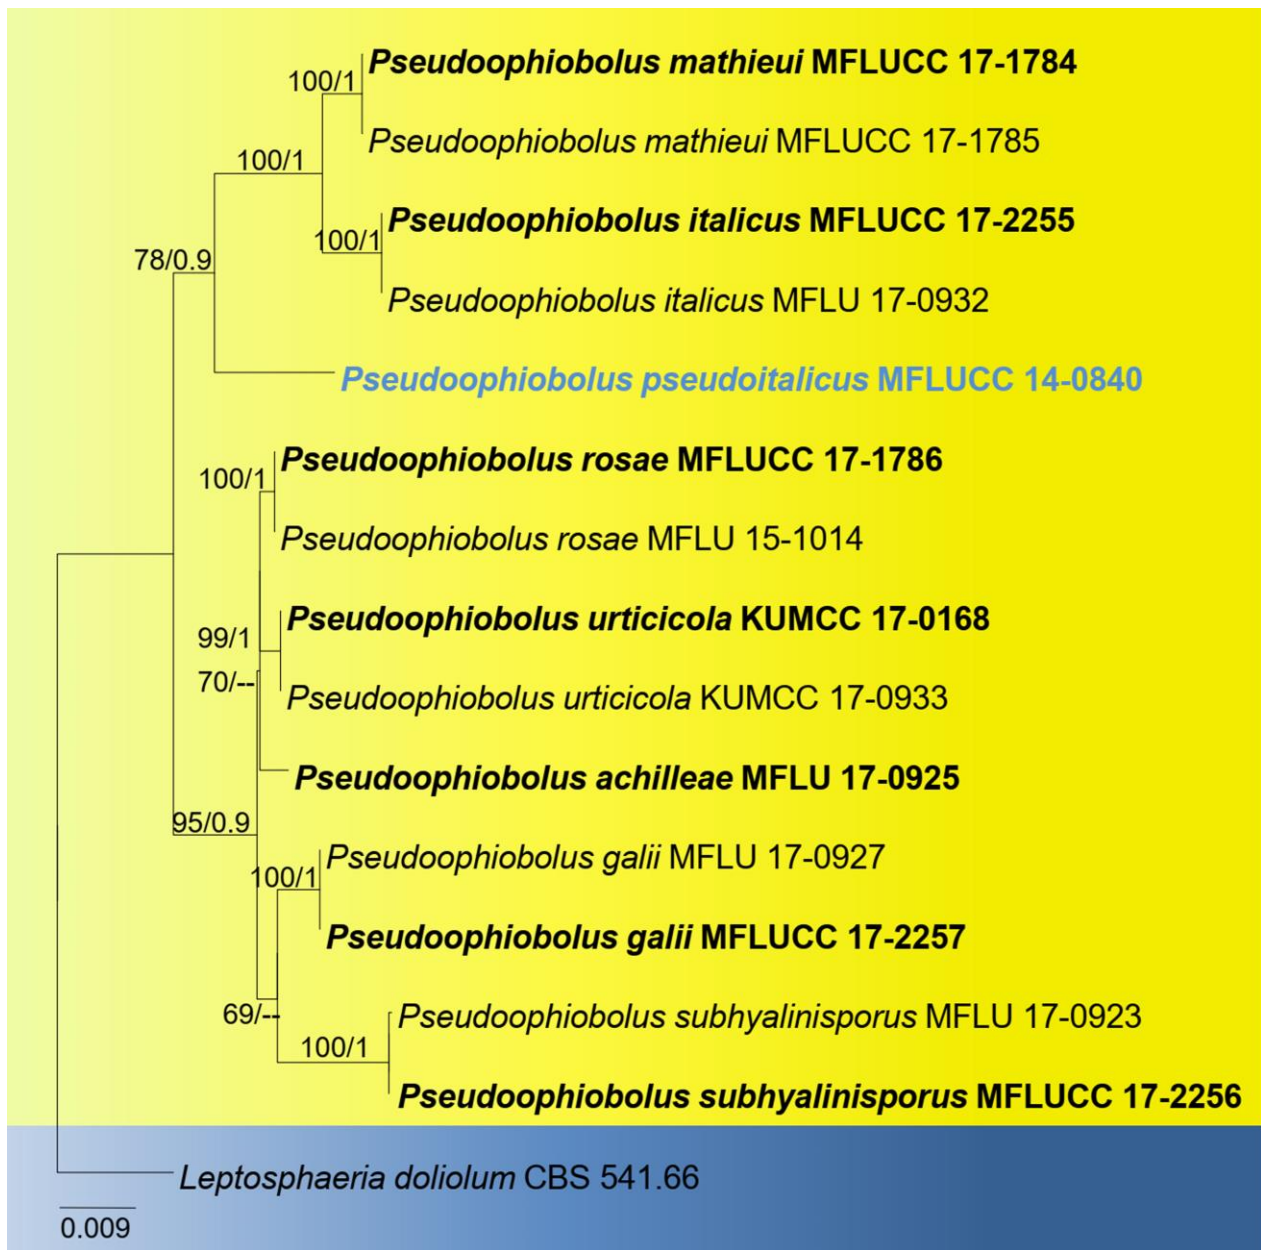 100/1
Pseudoophiobolus mathieui MFLUCC 17-1784
Pseudoophiobolus mathieui MFLUCC 17-1785
100/1
Pseudoophiobolus italicus MFLUCC 17-2255
100/1
78/0.9
Pseudoophiobolus italicus MFLU 17-0932
Pseudoophiobolus pseudoitalicus MFLUCC 14-0840
Pseudoophiobolus rosae MFLUCC 17-1786
100/1
Pseudoophiobolus rosae MFLU 15-1014
Pseudoophiobolus urticicola KUMCC 17-0168
99/1
70/--
Pseudoophiobolus urticicola KUMCC 17-0933
Pseudoophiobolus achilleae MFLU 17-0925
95/0.9
Pseudoophiobolus galii MFLU 17-0927
100/1
Pseudoophiobolus galii MFLUCC 17-2257
69/--
Pseudoophiobolus subhyalinisporus MFLU 17-0923
100/1
Pseudoophiobolus subhyalinisporus MFLUCC 17-2256
Leptosphaeria doliolum CBS 541.66
0.009